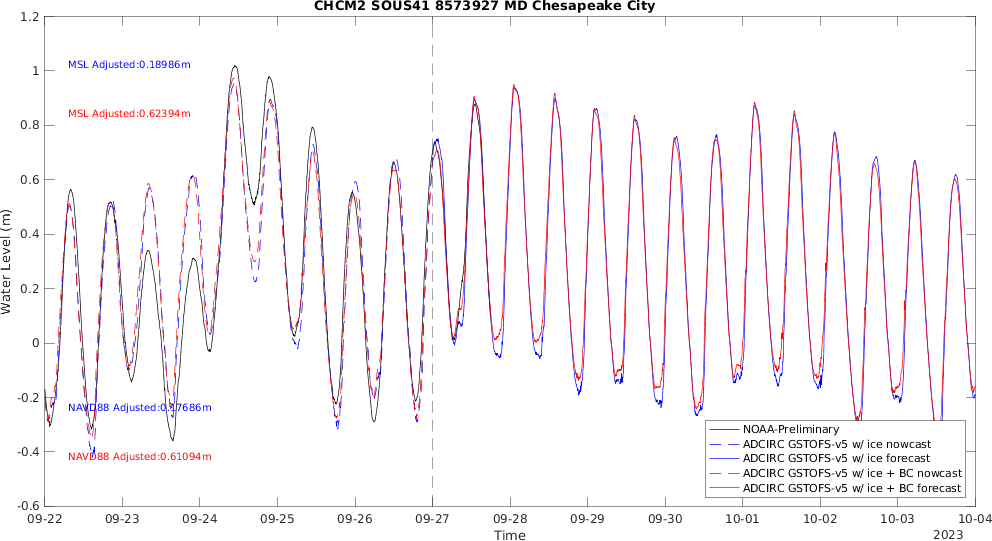 CHCM2 SOUS41 8573927 MD Chesapeake City
1.2
1
0.8
0.6
0.4
0.2
0
-0.2
-0.4
-0.6
Water Level (m)
MSL Adjusted:0.18986m
MSL Adjusted:0.62394m
NAVD88 Adjusted:0.17686m
NAVD88 Adjusted:0.61094m
NOAA-Preliminary
ADCIRC GSTOFS-v5 w/ ice nowcast
ADCIRC GSTOFS-v5 w/ ice forecast
ADCIRC GSTOFS-v5 w/ ice + BC nowcast
ADCIRC GSTOFS-v5 w/ ice + BC forecast
09-22 09-23 09-24 09-25 09-26 09-27 09-28 09-29 09-30 10-01 10-02 10-03 10-04
Time
2023